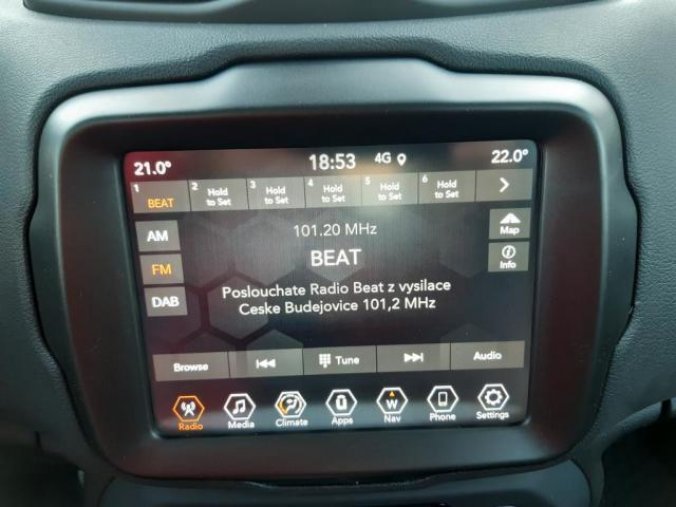 21.0° 18:53 4G 22.0°
1 BEAT
2 Hold to Set
3 Hold to Set
4 Hold to Set
5 Hold to Set
6 Hold to Set
AM
FM
DAB
101.20 MHz
BEAT
Poslouchate Radio Beat z vysilace
Ceske Budejovice 101,2 MHz
Map
Info
Browse Tune Audio
Radio Media Climate Apps W Nav Phone Settings